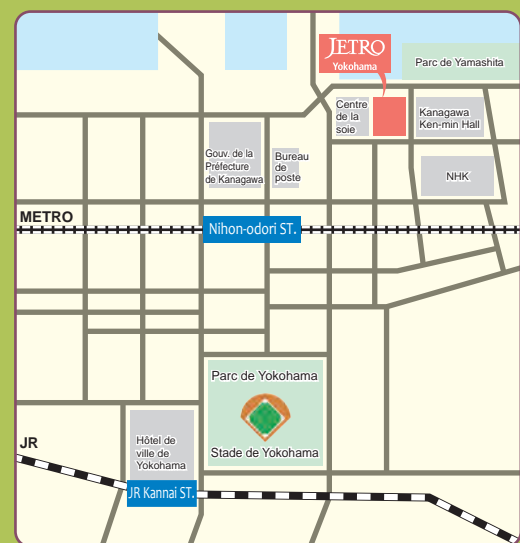 JETRO
Yokohama
Parc de Yamashita
Centre
de la
soie
Kanagawa
Ken-min Hall
Gouv. de la
Préfecture
de Kanagawa
Bureau
de
poste
NHK
METRO
Nihon-odori ST.
Parc de Yokohama
Stade de Yokohama
JR
Hôtel de
ville de
Yokohama
JR Kannai ST.